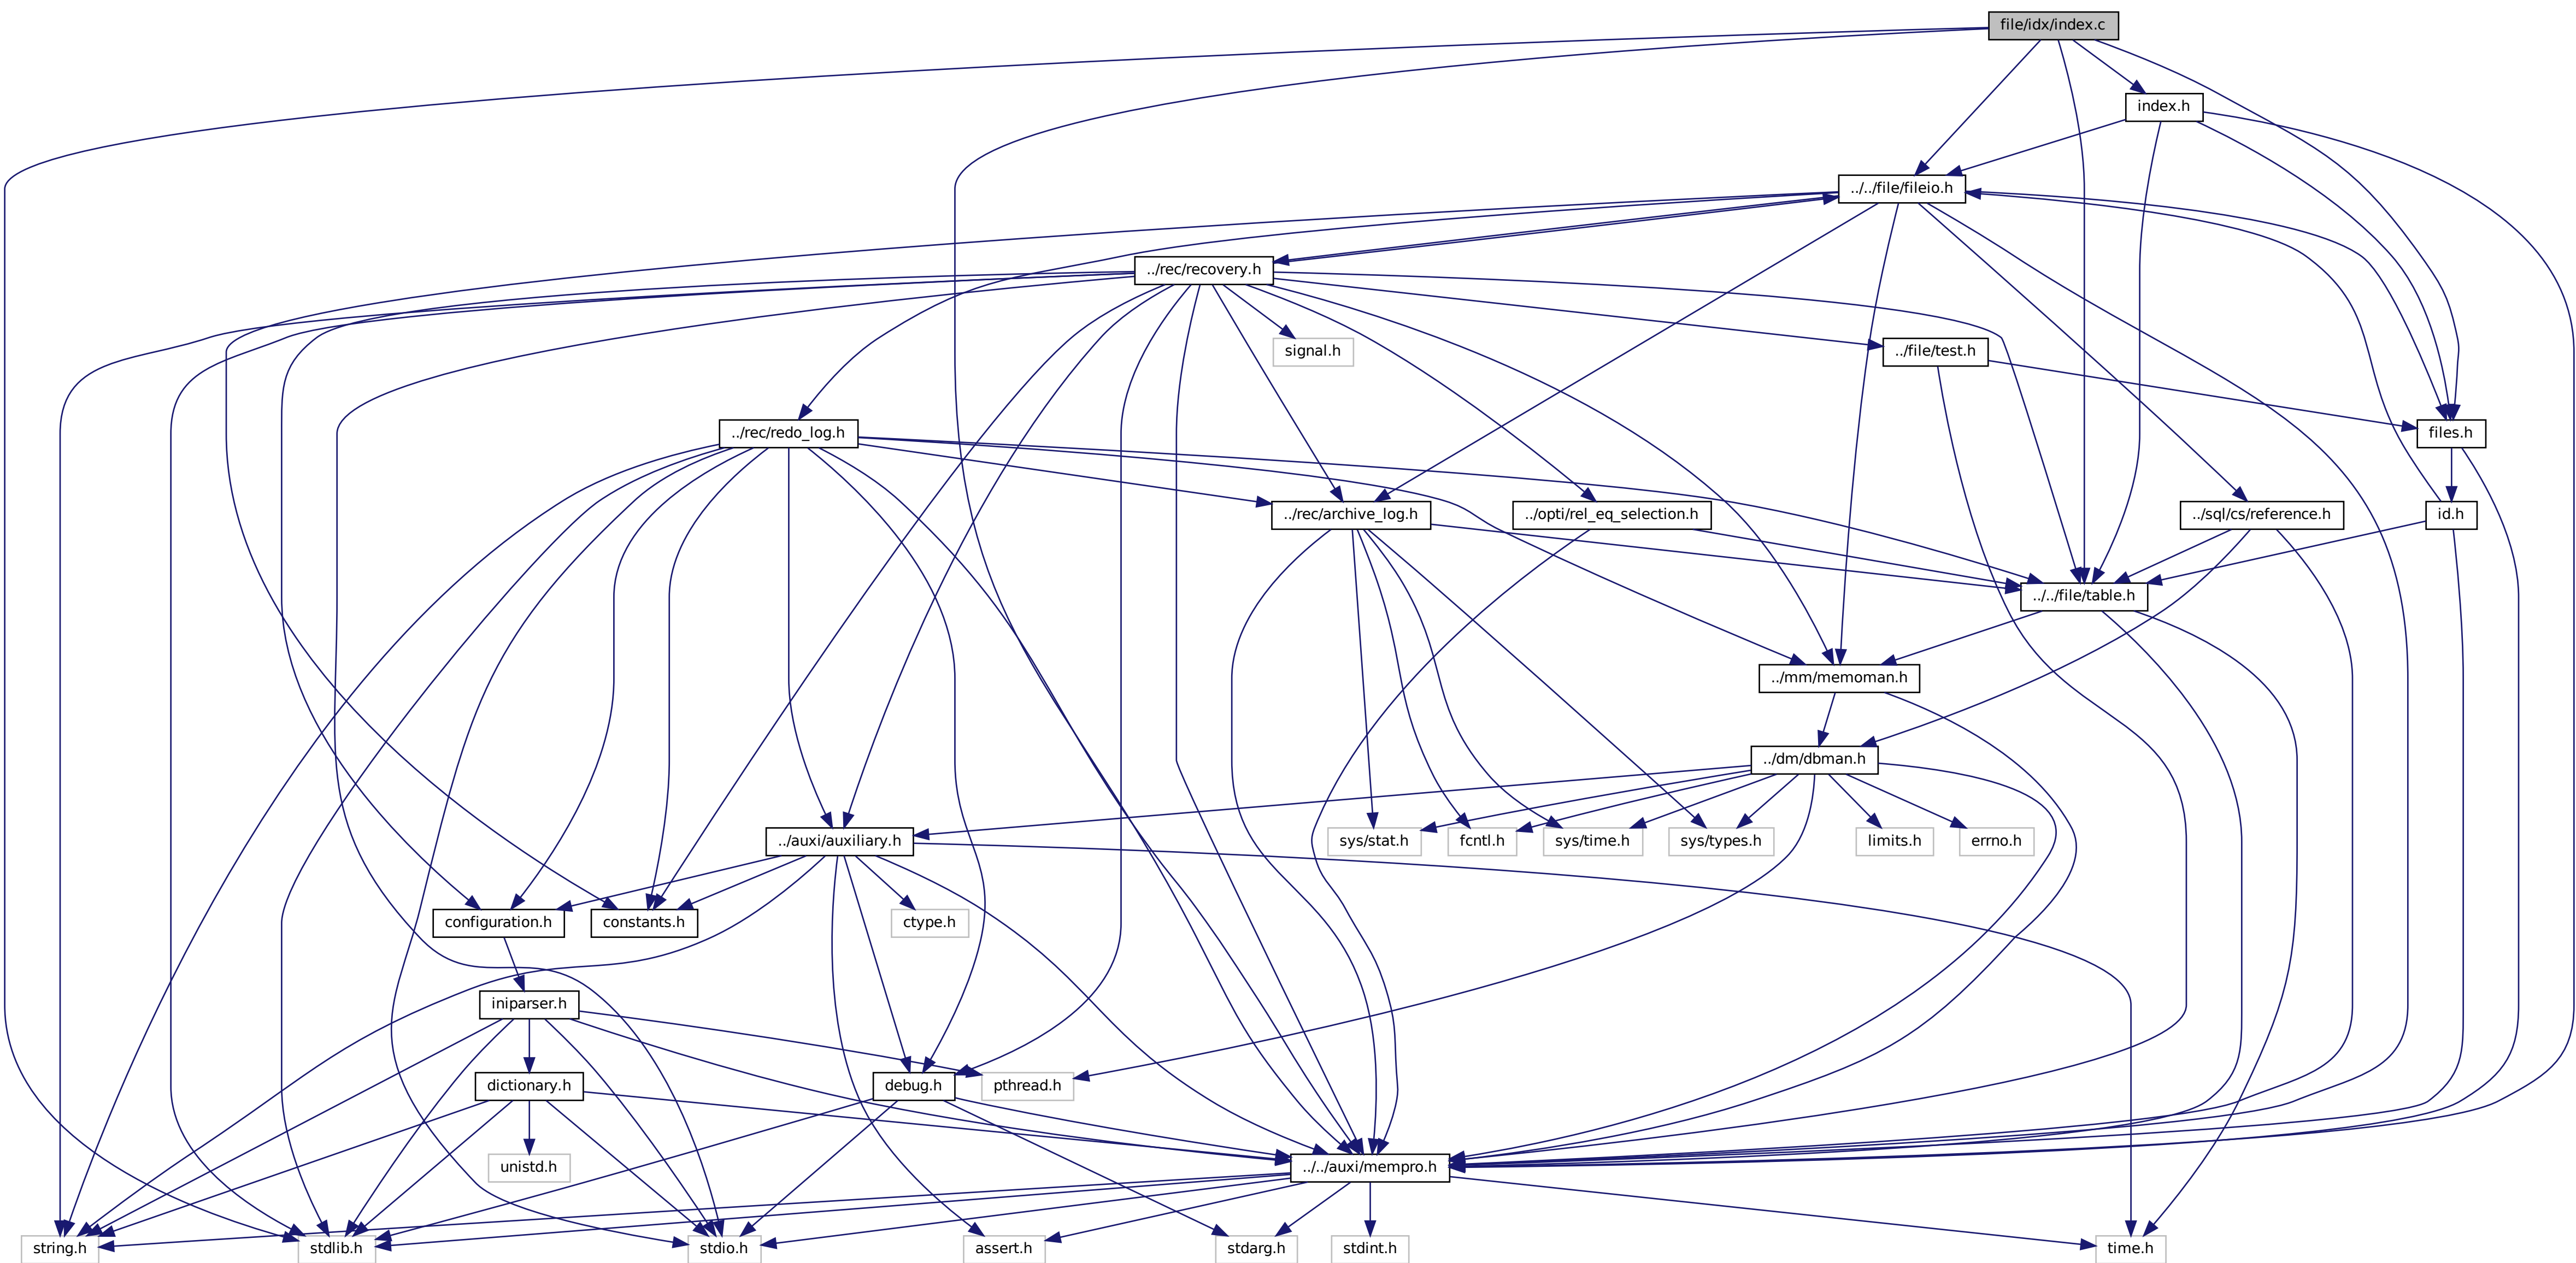 file/idx/index.c
index.h
../../file/fileio.h
../rec/recovery.h
signal.h
../file/test.h
../rec/redo_log.h
files.h
../rec/archive_log.h
../opti/rel_eq_selection.h
../sql/cs/reference.h
id.h
../../file/table.h
../mm/memoman.h
../dm/dbman.h
../auxi/auxiliary.h
sys/stat.h
fcntl.h
sys/time.h
sys/types.h
limits.h
errno.h
configuration.h
constants.h
ctype.h
iniparser.h
dictionary.h
debug.h
pthread.h
unistd.h
../../auxi/mempro.h
string.h
stdlib.h
stdio.h
assert.h
stdarg.h
stdint.h
time.h